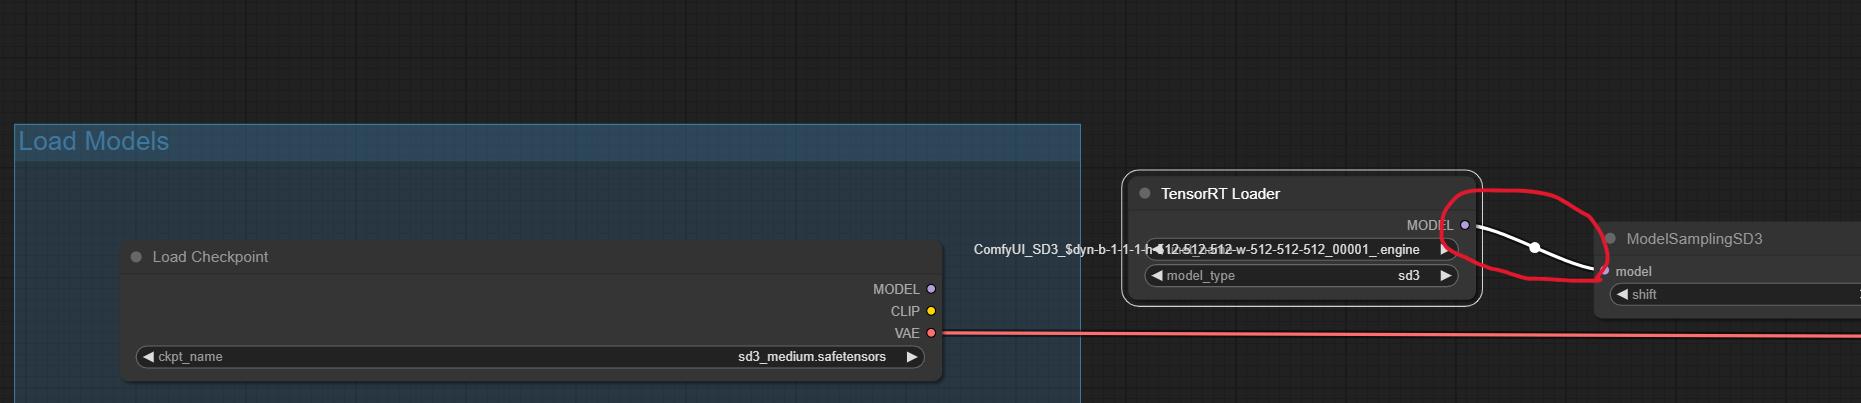 Load Models
Load Checkpoint
MODEL
CLIP
VAE
ckpt_name sd3_medium.safetensors
TensorRT Loader
MODEL
ComfyUI_SD3_$dyn-b-1-1-1-h-512-512-512-w-512-512-512_00001_.engine
model_type sd3
ModelSamplingSD3
model
shift